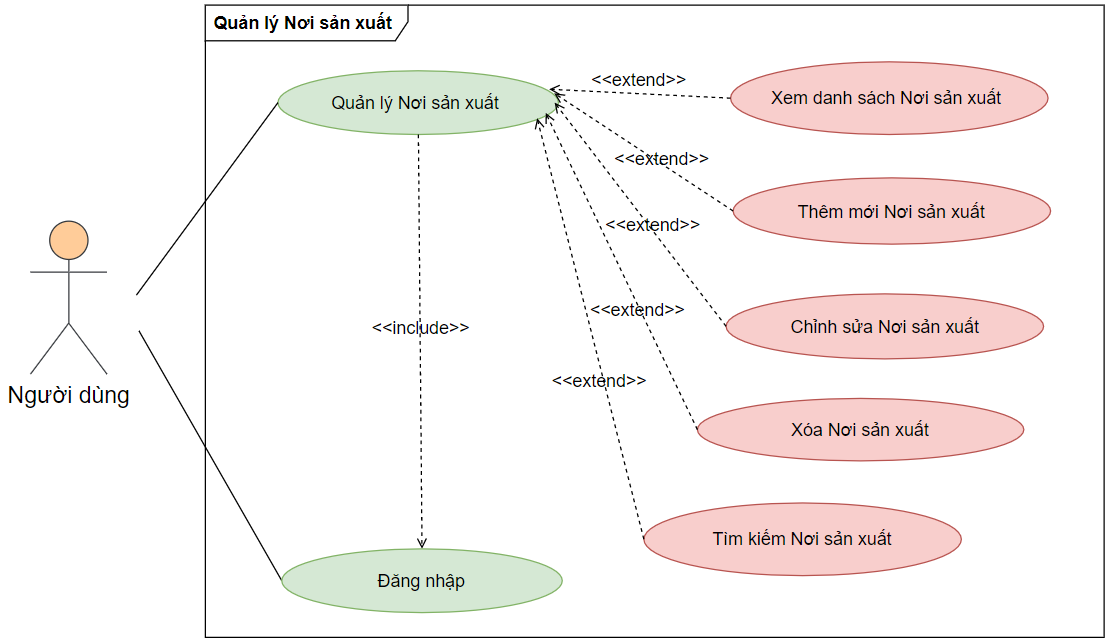 Quản lý Nơi sản xuất
Quản lý Nơi sản xuất
<<extend>>
Xem danh sách Nơi sản xuất
<<extend>>
Thêm mới Nơi sản xuất
<<extend>>
<<extend>>
<<include>>
Chỉnh sửa Nơi sản xuất
<<extend>>
Người dùng
Xóa Nơi sản xuất
Tìm kiếm Nơi sản xuất
Đăng nhập